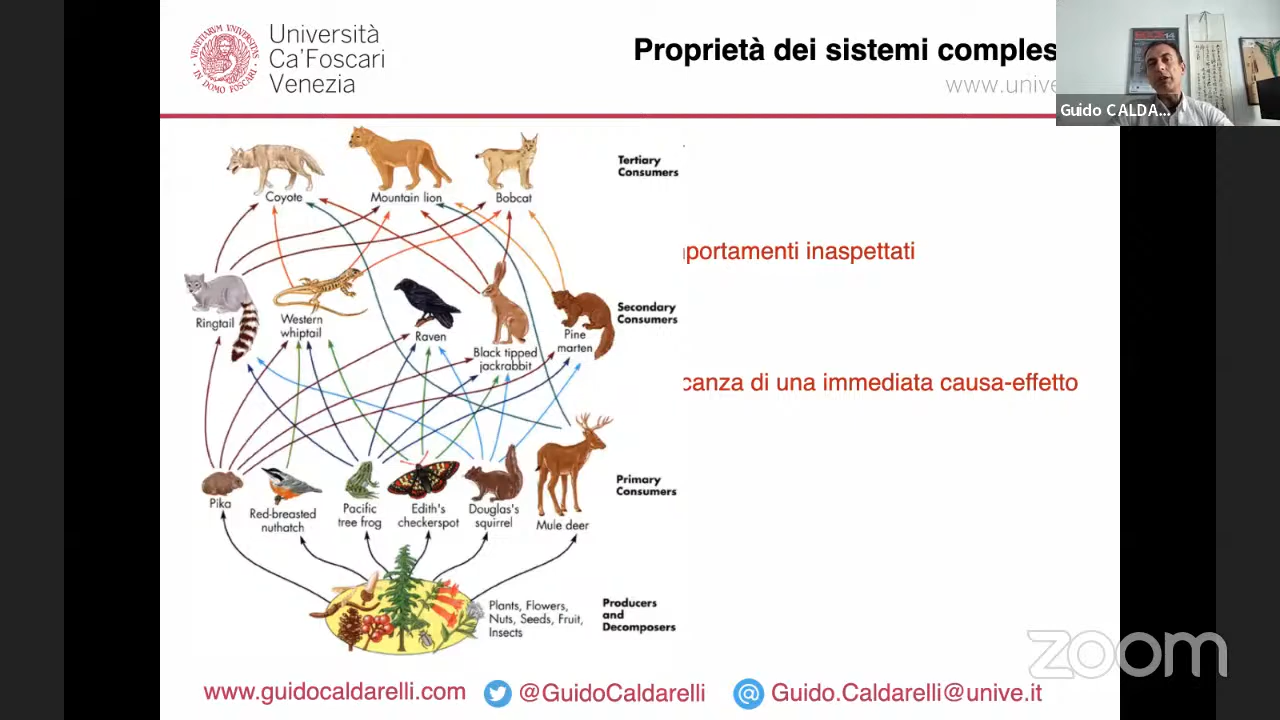 Università
Ca'Foscari
Venezia
Proprietà dei sistemi comples
www.unive
Guido CALDA...
Tertiary
Consumers
Coyote
Mountain lion
Bobcat
portamenti inaspettati
Secondary
Consumers
Ringtail
Western
whiptail
Raven
Black tipped
jackrabbit
Pine
marten
canza di una immediata causa-effetto
Primary
Consumers
Pika
Red-breasted
nuthatch
Pacific
tree frog
Edith's
checkerspot
Douglas's
squirrel
Mule deer
Plants, Flowers,
Nuts, Seeds, Fruit,
Insects
Producers
and
Decomposers
zoom
www.guidocaldarelli.com
@GuidoCaldarelli
@
Guido.Caldarelli@unive.it